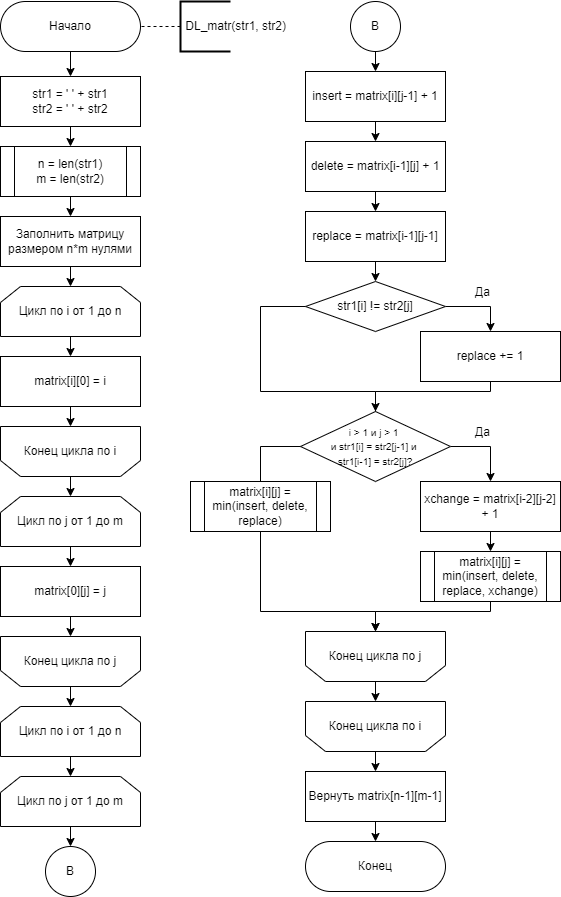 Начало
DL_matr(str1, str2)
str1 = ' ' + str1
str2 = ' ' + str2
n = len(str1)
m = len(str2)
Заполнить матрицу
размером n*m нулями
Цикл по i от 1 до n
matrix[i][0] = i
Конец цикла по i
Цикл по j от 1 до m
matrix[0][j] = j
Конец цикла по j
Цикл по i от 1 до n
Цикл по j от 1 до m
B
B
insert = matrix[i][j-1] + 1
delete = matrix[i-1][j] + 1
replace = matrix[i-1][j-1]
str1[i] != str2[j]
Да
replace += 1
i > 1 и j > 1
и str1[i] = str2[j-1] и
str1[i-1] = str2[j]?
Да
matrix[i][j] =
min(insert, delete,
replace)
xchange = matrix[i-2][j-2]
+ 1
matrix[i][j] =
min(insert, delete,
replace, xchange)
Конец цикла по j
Конец цикла по i
Вернуть matrix[n-1][m-1]
Конец